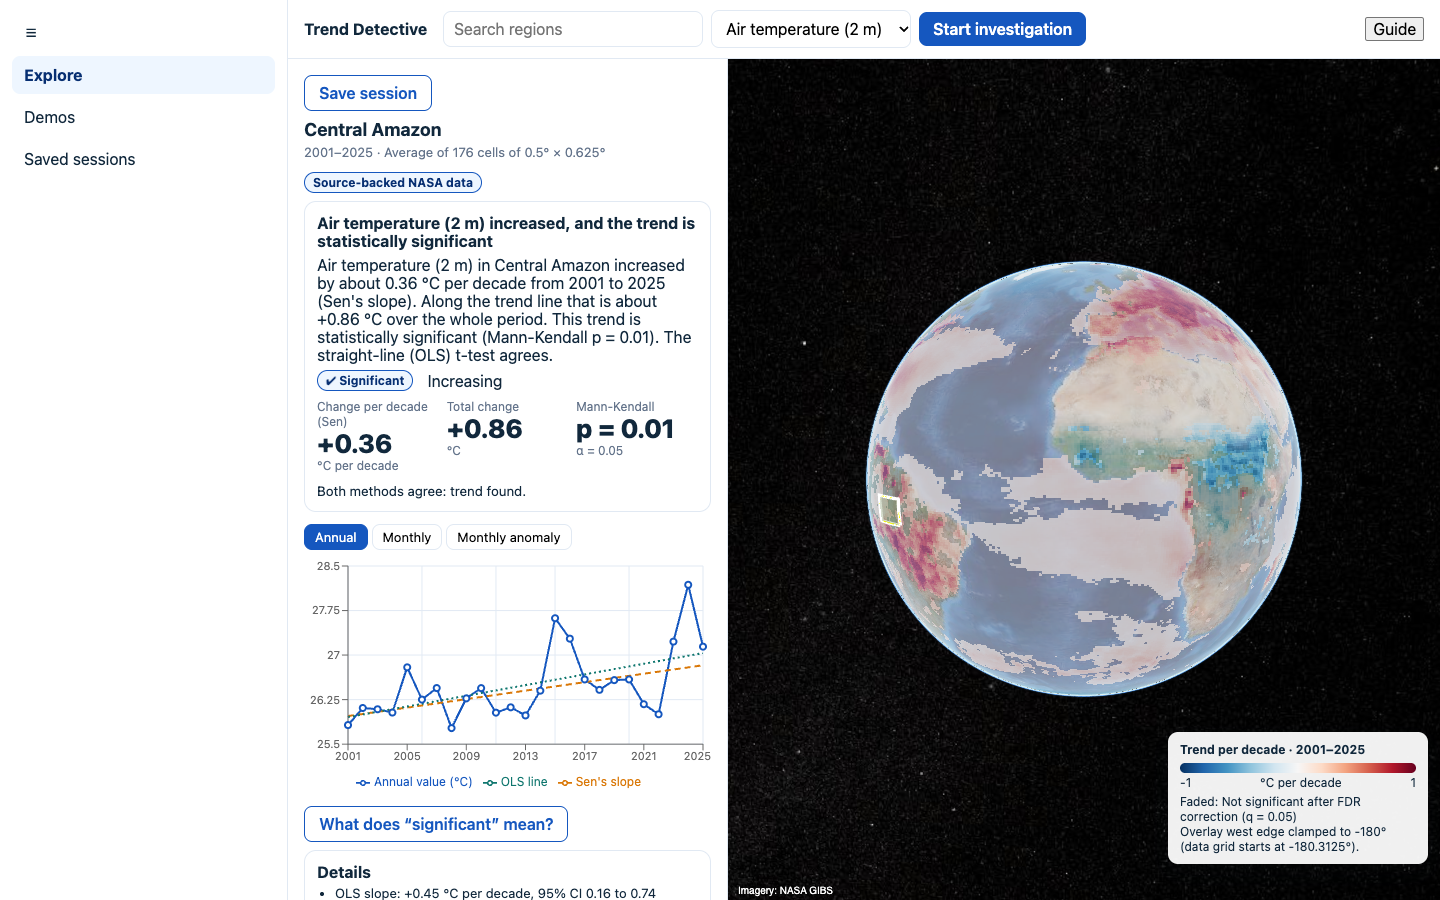 ≡
Explore
Demos
Saved sessions
Trend Detective
Search regions
Air temperature (2 m)
Start investigation
Guide
Save session
Central Amazon
2001–2025 · Average of 176 cells of 0.5° × 0.625°
Source-backed NASA data
Air temperature (2 m) increased, and the trend is
statistically significant
Air temperature (2 m) in Central Amazon increased
by about 0.36 °C per decade from 2001 to 2025
(Sen's slope). Along the trend line that is about
+0.86 °C over the whole period. This trend is
statistically significant (Mann-Kendall p = 0.01). The
straight-line (OLS) t-test agrees.
✔ Significant Increasing
Change per decade
(Sen)
+0.36
°C per decade
Total change
+0.86
°C
Mann-Kendall
p = 0.01
α = 0.05
Both methods agree: trend found.
Annual Monthly Monthly anomaly
28.5
27.75
27
26.25
25.5
2001 2005 2009 2013 2017 2021 2025
Annual value (°C) OLS line Sen's slope
What does “significant” mean?
Details
• OLS slope: +0.45 °C per decade, 95% CI 0.16 to 0.74
Trend per decade · 2001–2025
-1 °C per decade 1
Faded: Not significant after FDR
correction (q = 0.05)
Overlay west edge clamped to -180°
(data grid starts at -180.3125°).
Imagery: NASA GIBS